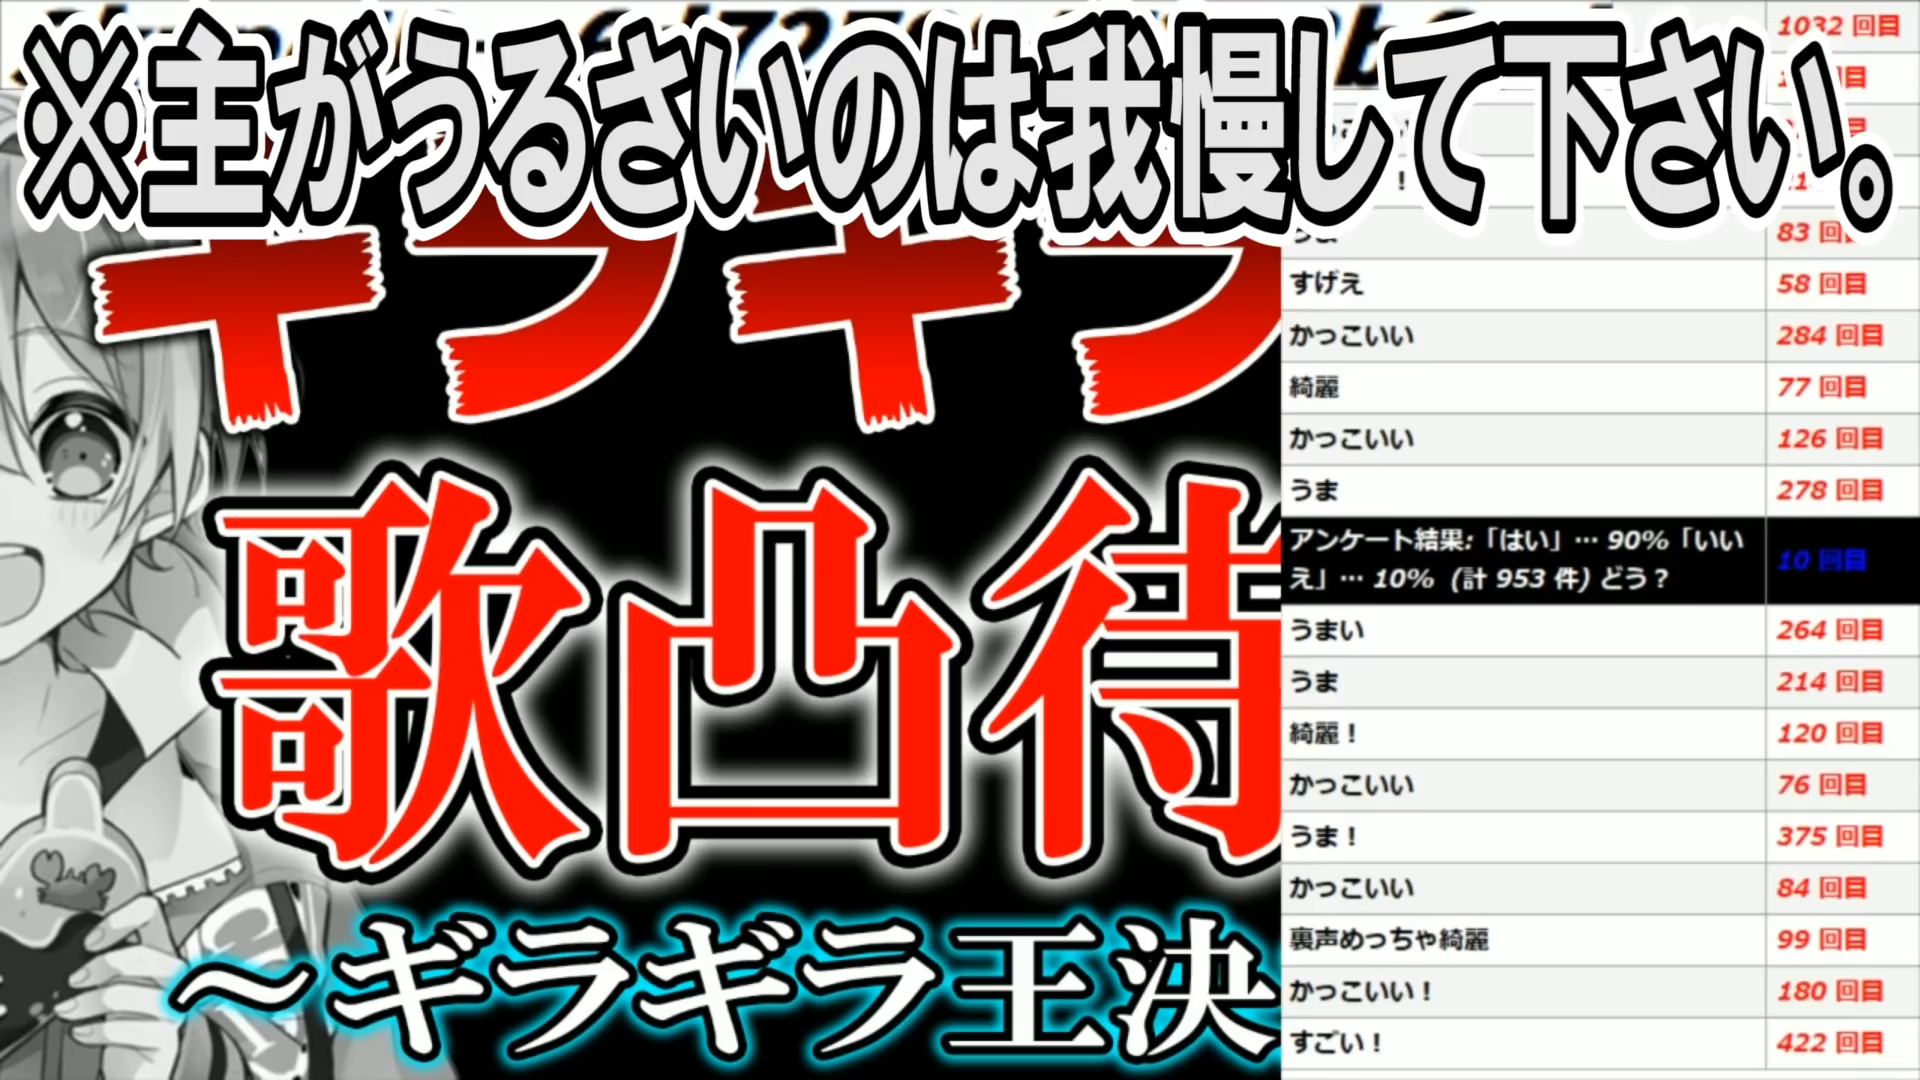 ※主がうるさいのは我慢して下さい。
ギラギラ
歌凸待
～ギラギラ王決
1032 回目
83 回目
すげえ 58 回目
かっこいい 284 回目
綺麗 77 回目
かっこいい 126 回目
うま 278 回目
アンケート結果:「はい」… 90%「いい
え」… 10% (計 953 件) どう？ 10 回目
うまい 264 回目
うま 214 回目
綺麗！ 120 回目
かっこいい 76 回目
うま！ 375 回目
かっこいい 84 回目
裏声めっちゃ綺麗 99 回目
かっこいい！ 180 回目
すごい！ 422 回目